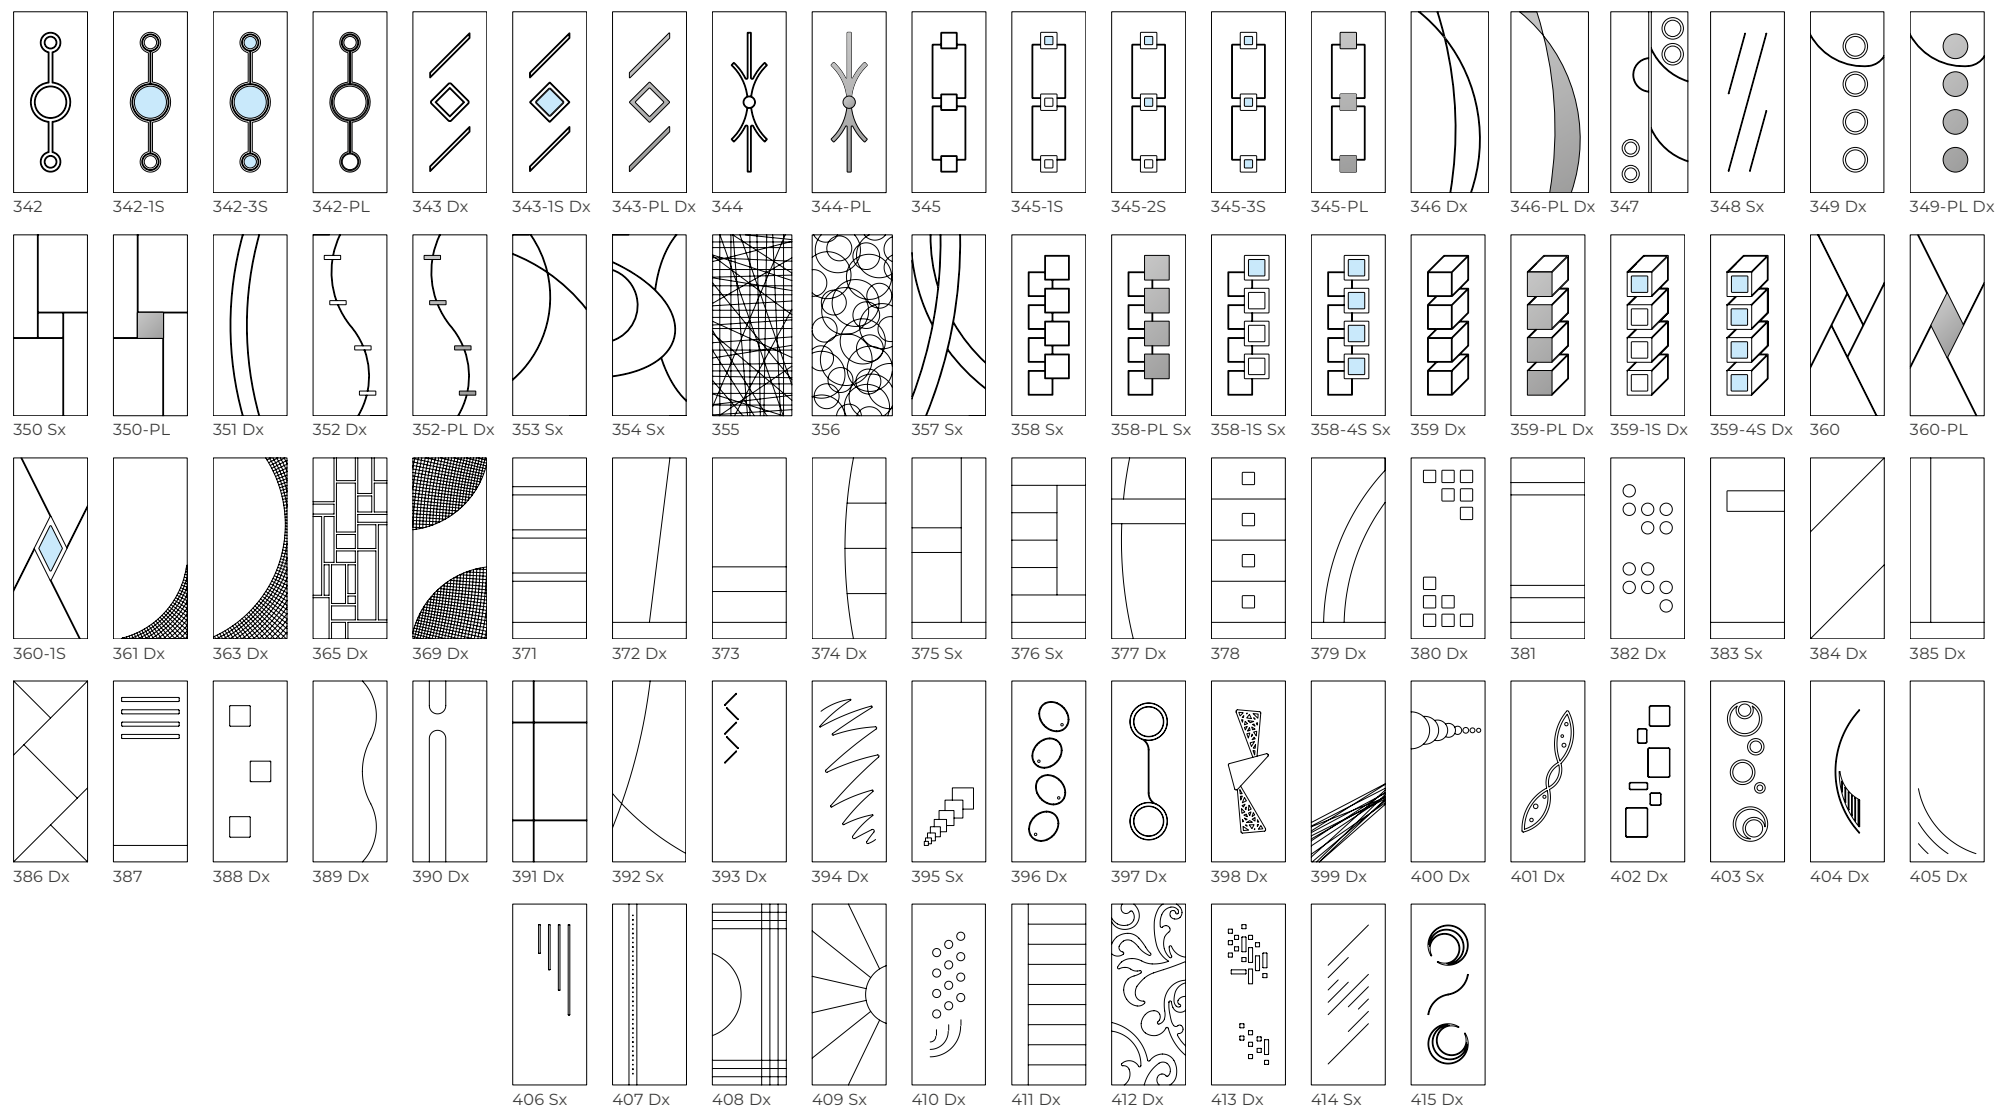 342 342-1S 342-3S 342-PL 343 Dx 343-1S Dx 343-PL Dx 344 344-PL 345 345-1S 345-2S 345-3S 345-PL 346 Dx 346-PL Dx 347 348 Sx 349 Dx 349-PL Dx
350 Sx 350-PL 351 Dx 352 Dx 352-PL Dx 353 Sx 354 Sx 355 356 357 Sx 358 Sx 358-PL Sx 358-1S Sx 358-4S Sx 359 Dx 359-PL Dx 359-1S Dx 359-4S Dx 360 360-PL
360-1S 361 Dx 363 Dx 365 Dx 369 Dx 371 372 Dx 373 374 Dx 375 Sx 376 Sx 377 Dx 378 379 Dx 380 Dx 381 382 Dx 383 Sx 384 Dx 385 Dx
386 Dx 387 388 Dx 389 Dx 390 Dx 391 Dx 392 Sx 393 Dx 394 Dx 395 Sx 396 Dx 397 Dx 398 Dx 399 Dx 400 Dx 401 Dx 402 Dx 403 Sx 404 Dx 405 Dx
406 Sx 407 Dx 408 Dx 409 Sx 410 Dx 411 Dx 412 Dx 413 Dx 414 Sx 415 Dx